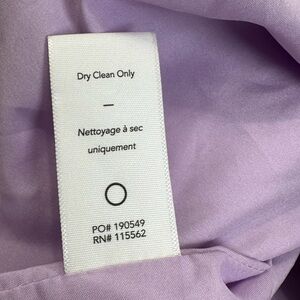 Dry Clean Only
—
Nettoyage à sec
uniquement
PO# 190549
RN# 115562